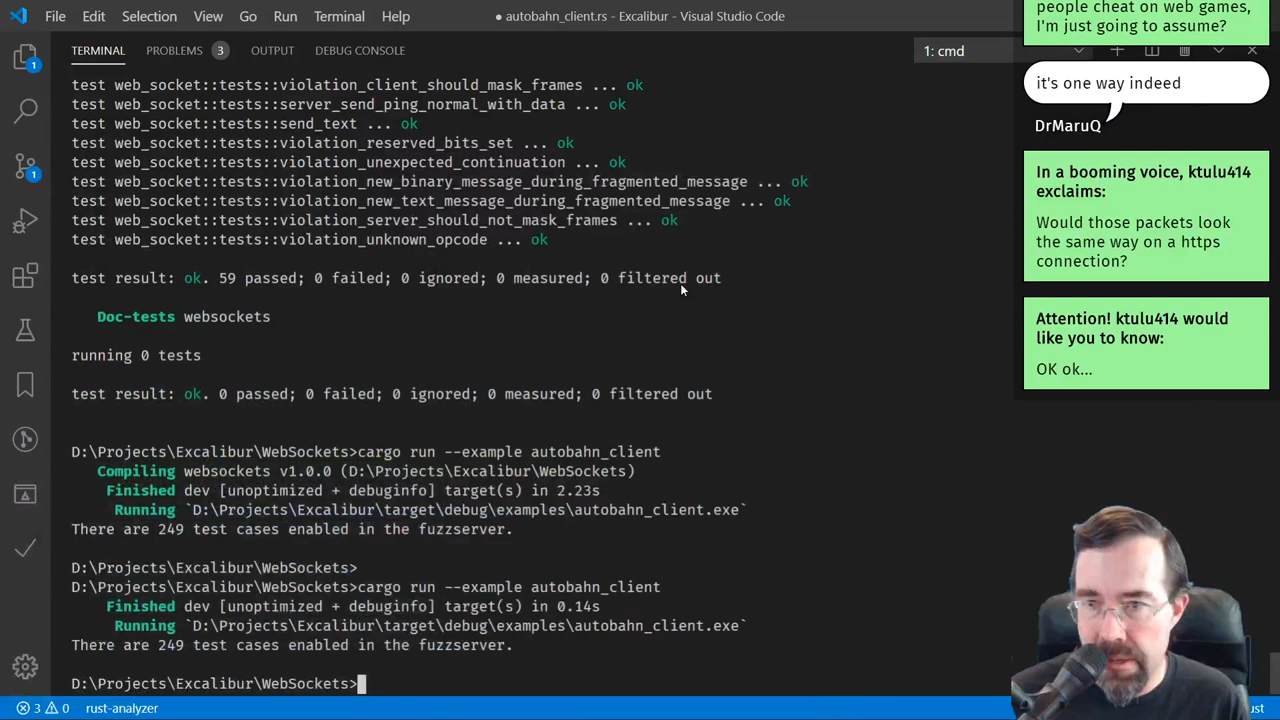 File Edit Selection View Go Run Terminal Help
● autobahn_client.rs - Excalibur - Visual Studio Code
TERMINAL PROBLEMS 3 OUTPUT DEBUG CONSOLE
1: cmd
test web_socket::tests::violation_client_should_mask_frames ... ok
test web_socket::tests::server_send_ping_normal_with_data ... ok
test web_socket::tests::send_text ... ok
test web_socket::tests::violation_reserved_bits_set ... ok
test web_socket::tests::violation_unexpected_continuation ... ok
test web_socket::tests::violation_new_binary_message_during_fragmented_message ... ok
test web_socket::tests::violation_new_text_message_during_fragmented_message ... ok
test web_socket::tests::violation_server_should_not_mask_frames ... ok
test web_socket::tests::violation_unknown_opcode ... ok
test result: ok. 59 passed; 0 failed; 0 ignored; 0 measured; 0 filtered out
Doc-tests websockets
running 0 tests
test result: ok. 0 passed; 0 failed; 0 ignored; 0 measured; 0 filtered out
D:\Projects\Excalibur\WebSockets>cargo run --example autobahn_client
Compiling websockets v1.0.0 (D:\Projects\Excalibur\WebSockets)
Finished dev [unoptimized + debuginfo] target(s) in 2.23s
Running `D:\Projects\Excalibur\target\debug\examples\autobahn_client.exe`
There are 249 test cases enabled in the fuzzserver.
D:\Projects\Excalibur\WebSockets>
D:\Projects\Excalibur\WebSockets>cargo run --example autobahn_client
Finished dev [unoptimized + debuginfo] target(s) in 0.14s
Running `D:\Projects\Excalibur\target\debug\examples\autobahn_client.exe`
There are 249 test cases enabled in the fuzzserver.
D:\Projects\Excalibur\WebSockets>
1
1
3 0 rust-analyzer
people cheat on web games,
I'm just going to assume?
it's one way indeed
DrMaruQ
In a booming voice, ktulu414
exclaims:
Would those packets look
the same way on a https
connection?
Attention! ktulu414 would
like you to know:
OK ok...